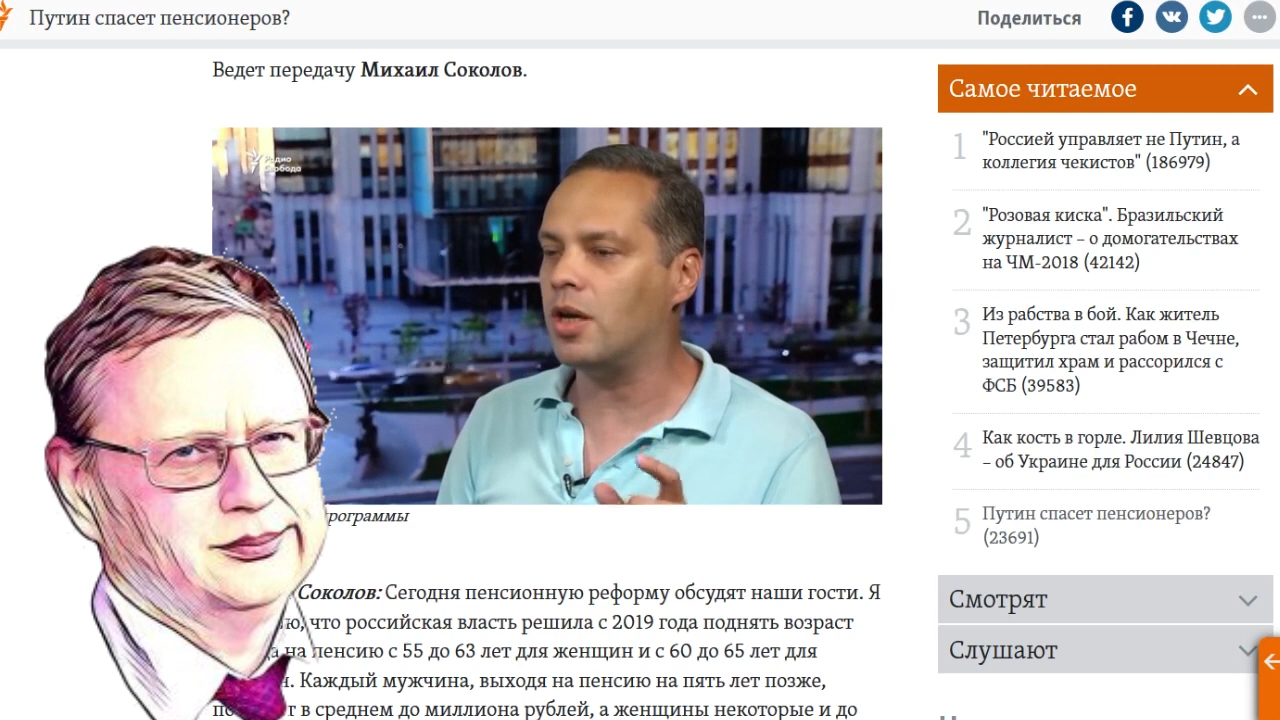 Путин спасет пенсионеров?
Поделиться
Ведет передачу Михаил Соколов.
Радио
Свобода
рограммы
Соколов: Сегодня пенсионную реформу обсудят наши гости. Я
что российская власть решила с 2019 года поднять возраст
на пенсию с 55 до 63 лет для женщин и с 60 до 65 лет для
Каждый мужчина, выходя на пенсию на пять лет позже,
в среднем до миллиона рублей, а женщины некоторые и до
Самое читаемое
1
"Россией управляет не Путин, а
коллегия чекистов" (186979)
2
"Розовая киска". Бразильский
журналист – о домогательствах
на ЧМ-2018 (42142)
3
Из рабства в бой. Как житель
Петербурга стал рабом в Чечне,
защитил храм и рассорился с
ФСБ (39583)
4
Как кость в горле. Лилия Шевцова
– об Украине для России (24847)
5
Путин спасет пенсионеров?
(23691)
Смотрят
Слушают